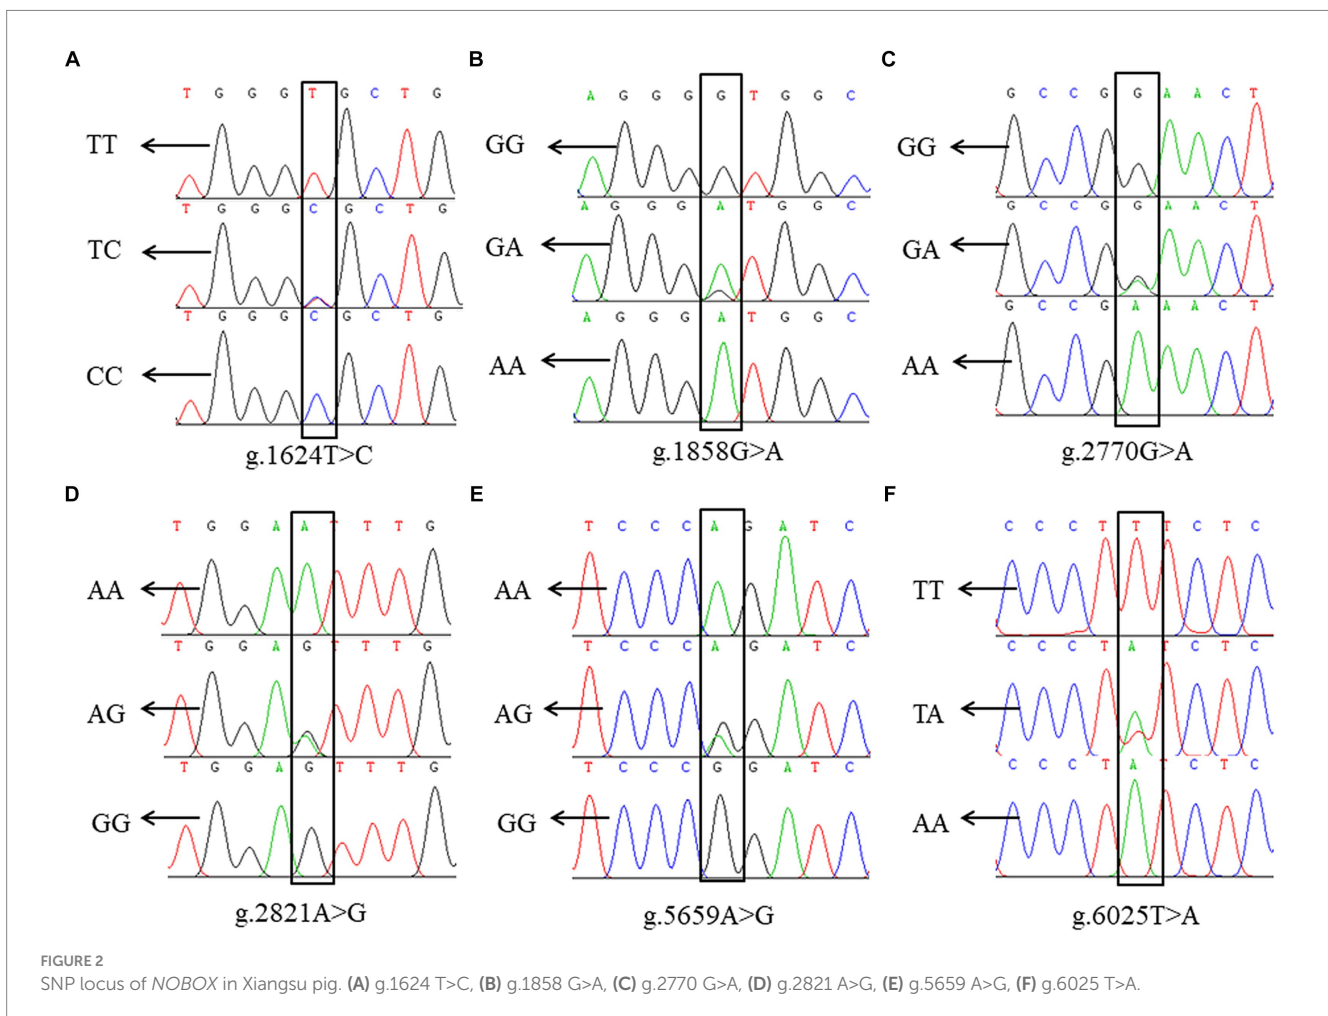 A
T G G G T G C T G
TT
T G G G C G C T G
TC
T G G G C G C T G
CC
g.1624T>C
B
A G G G G T G G C
GG
A G G G A T G G C
GA
A G G G A T G G C
AA
g.1858G>A
C
G C C G G A A C T
GG
G C C G G A A C T
GA
G C C G A A A C T
AA
g.2770G>A
D
T G G A A T T T G
AA
T G G A G T T T G
AG
T G G A G T T T G
GG
g.2821A>G
E
T C C C A G A T C
AA
T C C C A G A T C
AG
T C C C G G A T C
GG
g.5659A>G
F
C C C T T T C T C
TT
C C C T A T C T C
TA
C C C T A T C T C
AA
g.6025T>A
FIGURE 2
SNP locus of NOBOX in Xiangsu pig. (A) g.1624 T>C, (B) g.1858 G>A, (C) g.2770 G>A, (D) g.2821 A>G, (E) g.5659 A>G, (F) g.6025 T>A.